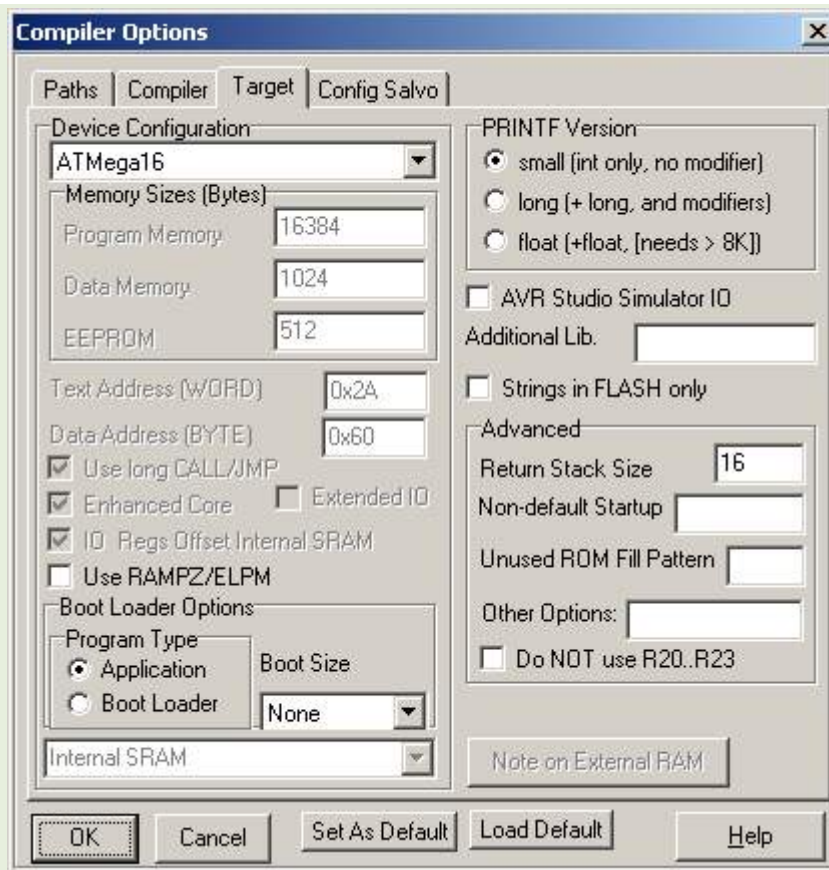 Compiler Options
Paths
Compiler
Target
Config Salvo
Device Configuration
ATMega16
Memory Sizes (Bytes)
Program Memory
16384
Data Memory
1024
EEPROM
512
Text Address (WORD)
0x2A
Data Address (BYTE)
0x60
Use long CALL/JMP
Enhanced Core
Extended IO
IO Regs Offset Internal SRAM
Use RAMPZ/ELPM
Boot Loader Options
Program Type
Application
Boot Loader
Boot Size
None
Internal SRAM
PRINTF Version
small (int only, no modifier)
long (+ long, and modifiers)
float (+float, [needs > 8K])
AVR Studio Simulator IO
Additional Lib.
Strings in FLASH only
Advanced
Return Stack Size
16
Non-default Startup
Unused ROM Fill Pattern
Other Options:
Do NOT use R20..R23
Note on External RAM
OK
Cancel
Set As Default
Load Default
Help